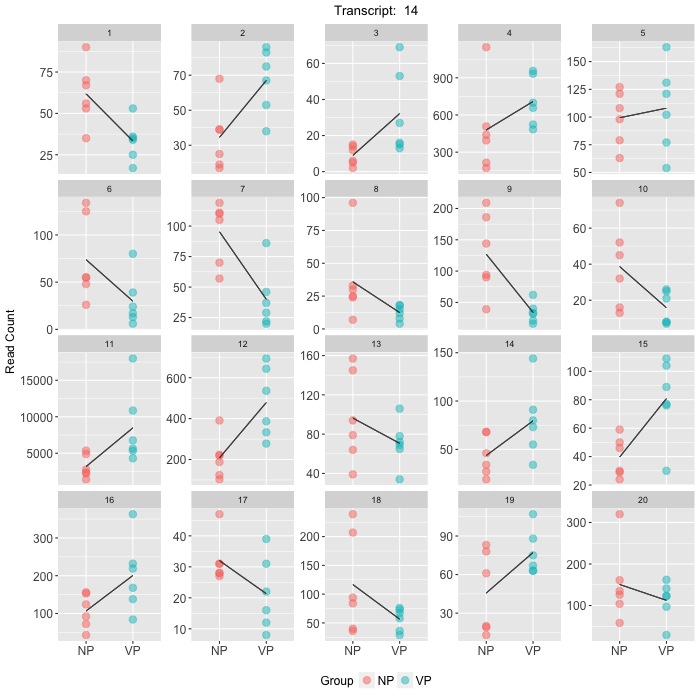 Transcript: 14
1 2 3 4 5
75 50 25
70 50 30
60 40 20 0
900 600 300
150 125 100 75 50
6 7 8 9 10
100 50 0
100 75 50 25
100 75 50 25 0
200 150 100 50
60 40 20
Read Count
11 12 13 14 15
15000 10000 5000
600 400 200
160 120 80 40
150 100 50
100 80 60 40 20
16 17 18 19 20
300 200 100
40 30 20 10
200 150 100 50
90 60 30
300 200 100
NP VP NP VP NP VP NP VP NP VP
Group NP VP